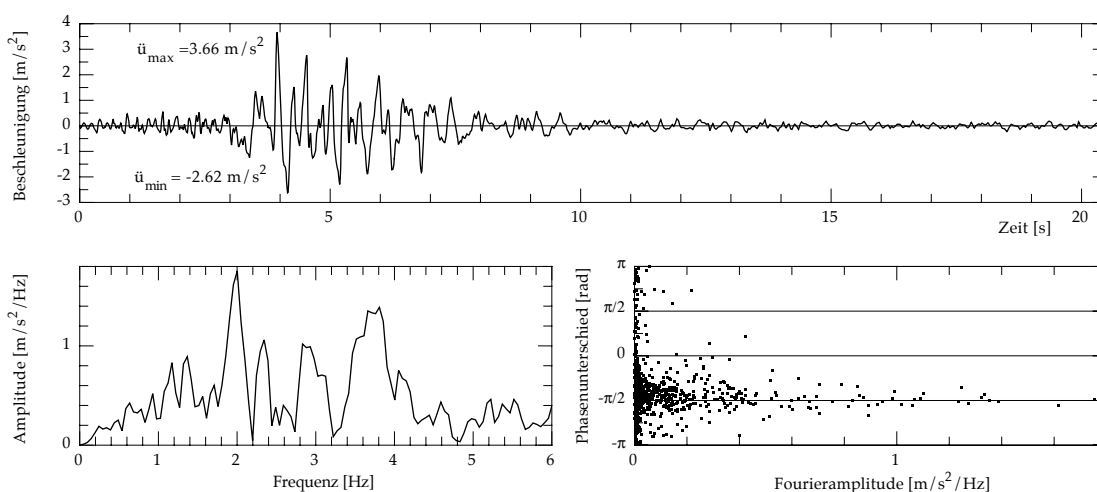 Beschleunigung [m/s²]
4
3
2
1
0
-1
-2
-3
ü_max =3.66 m/s²
ü_min = -2.62 m/s²
0 5 10 15 20
Zeit [s]
Amplitude [m/s²/Hz]
1
0
0 1 2 3 4 5 6
Frequenz [Hz]
Phasenunterschied [rad]
π
π/2
0
-π/2
-π
0 1
Fourieramplitude [m/s²/Hz]